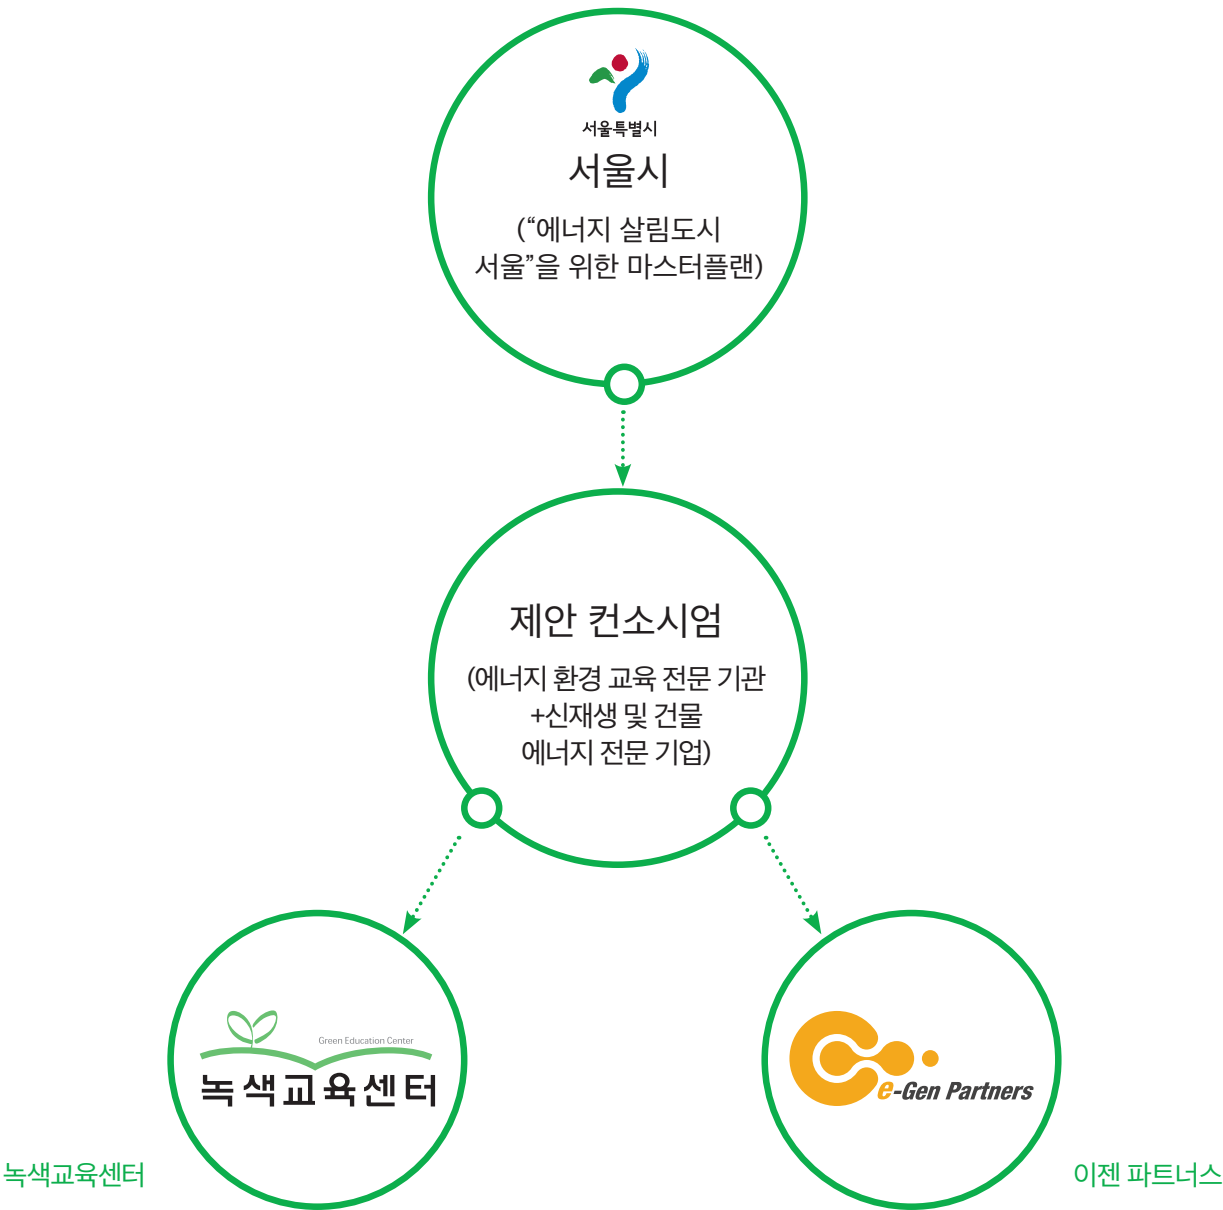 서울특별시
서울시
(“에너지 살림도시
서울”을 위한 마스터플랜)
제안 컨소시엄
(에너지 환경 교육 전문 기관
+신재생 및 건물
에너지 전문 기업)
Green Education Center
녹색교육센터
e-Gen Partners
녹색교육센터
이젠 파트너스